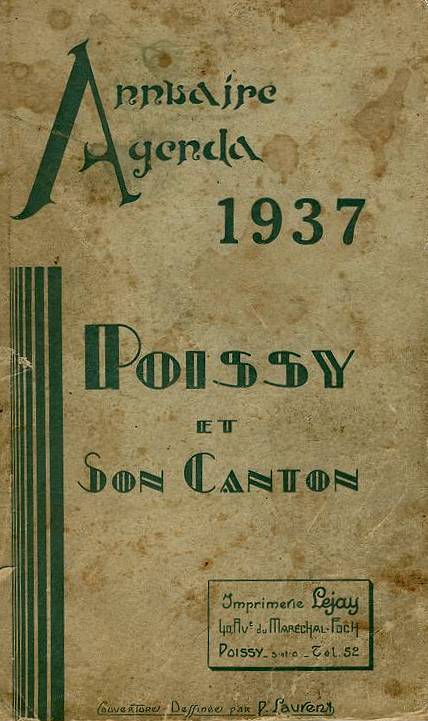 Annuaire
Agenda
1937
POISSY
ET
SON CANTON
Imprimerie Lejay
40, Av.e du MARÉCHAL-FOCH
POISSY - S.-et-O. - Tél. 52
COUVERTURE Dessinée PAR P. Laurent